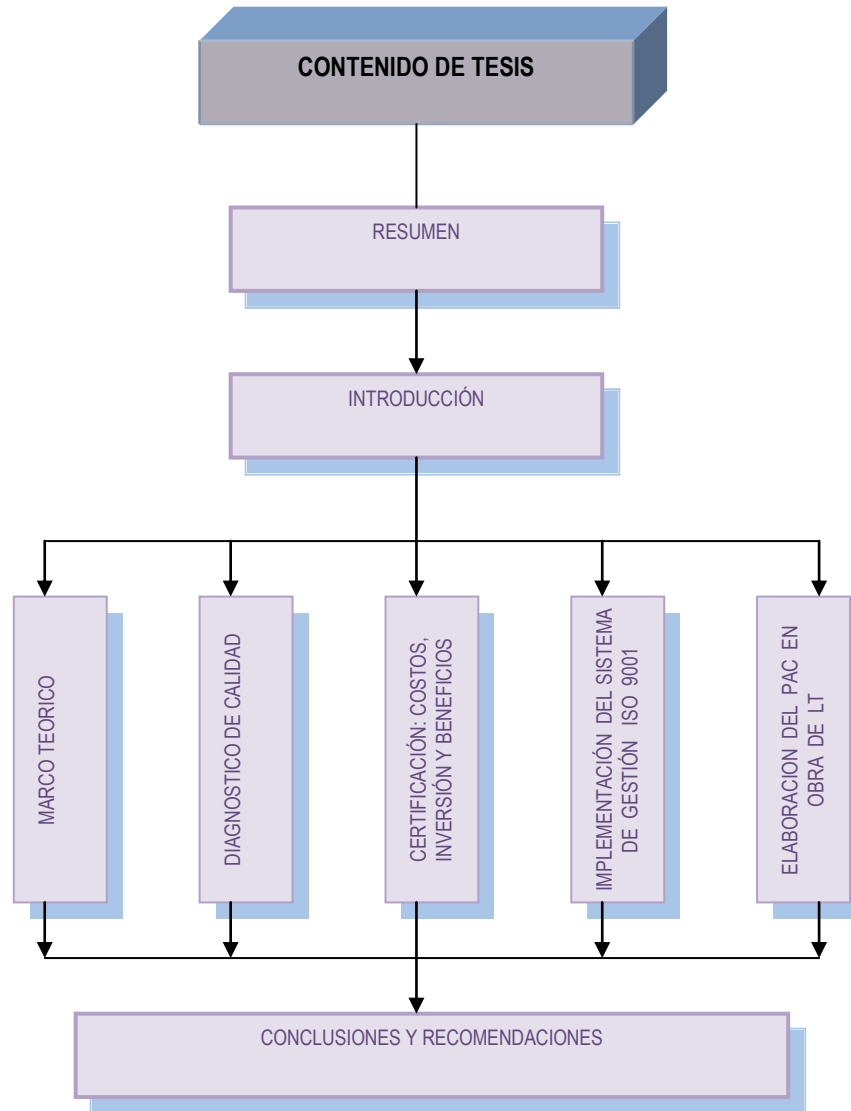 CONTENIDO DE TESIS
RESUMEN
INTRODUCCIÓN
MARCO TEORICO
DIAGNOSTICO DE CALIDAD
CERTIFICACIÓN: COSTOS,
INVERSIÓN Y BENEFICIOS
IMPLEMENTACIÓN DEL SISTEMA
DE GESTIÓN ISO 9001
ELABORACION DEL PAC EN
OBRA DE LT
CONCLUSIONES Y RECOMENDACIONES